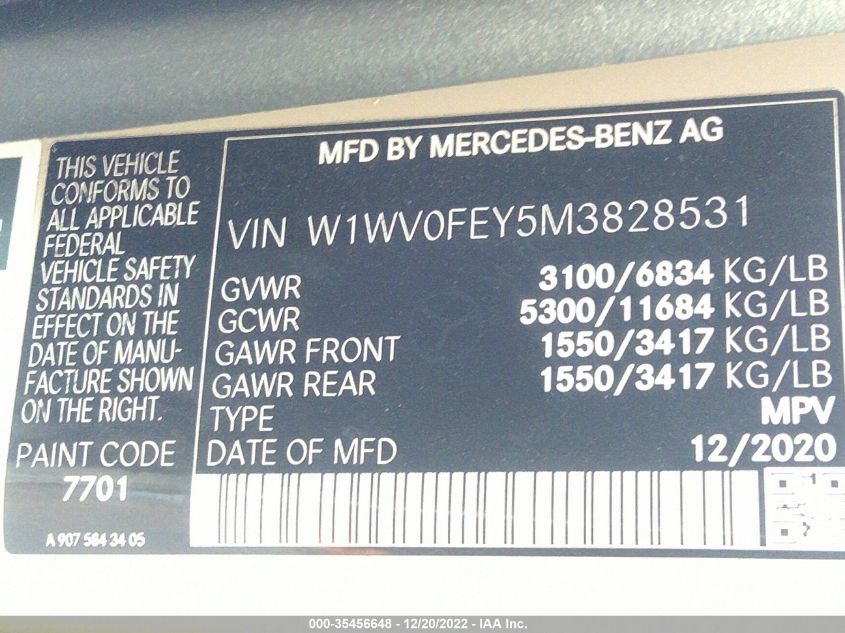 MFD BY MERCEDES-BENZ AG
THIS VEHICLE
CONFORMS TO
ALL APPLICABLE
FEDERAL
VEHICLE SAFETY
STANDARDS IN
EFFECT ON THE
DATE OF MANU-
FACTURE SHOWN
ON THE RIGHT.
PAINT CODE
7701
A 907 584 34 05
VIN W1WV0FEY5M3828531
GVWR 3100/6834 KG/LB
GCWR 5300/11684 KG/LB
GAWR FRONT 1550/3417 KG/LB
GAWR REAR 1550/3417 KG/LB
TYPE MPV
DATE OF MFD 12/2020
000-35456648 - 12/20/2022 - IAA Inc.